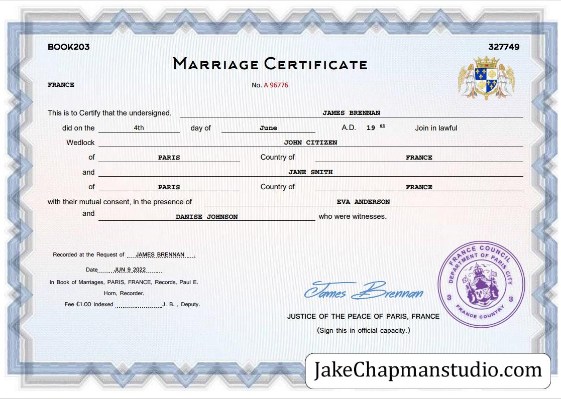 BOOK203 327749
MARRIAGE CERTIFICATE
FRANCE No. A 96776
This is to Certify that the undersigned. JAMES BRENNAN
did on the 4th day of June A.D. 19 Join in lawful
Wedlock JOHN CITIZEN
of PARIS Country of FRANCE
and JANE SMITH
of PARIS Country of FRANCE
with their mutual consent, in the presence of EVA ANDERSON
and DANISE JOHNSON who were witnesses.
Recorded at the Request of JAMES BRENNAN
Date JUN 9 2022
In Book of Marriages, PARIS, FRANCE, Records, Paul E.
Horn, Recorder.
Fee £1.00 indexed J. B. , Deputy.
James Brennan
JUSTICE OF THE PEACE OF PARIS, FRANCE
(Sign this in official capacity.)
FRANCE COUNCIL
DEPARTMENT OF PARIS CITY
FRANCE COUNTRY
JakeChapmanstudio.com